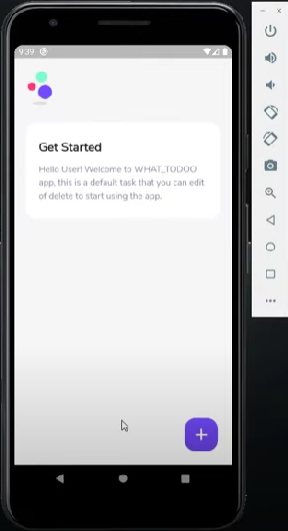 9:39
Get Started
Hello User! Welcome to WHAT_TODOO
app, this is a default task that you can edit
of delete to start using the app.